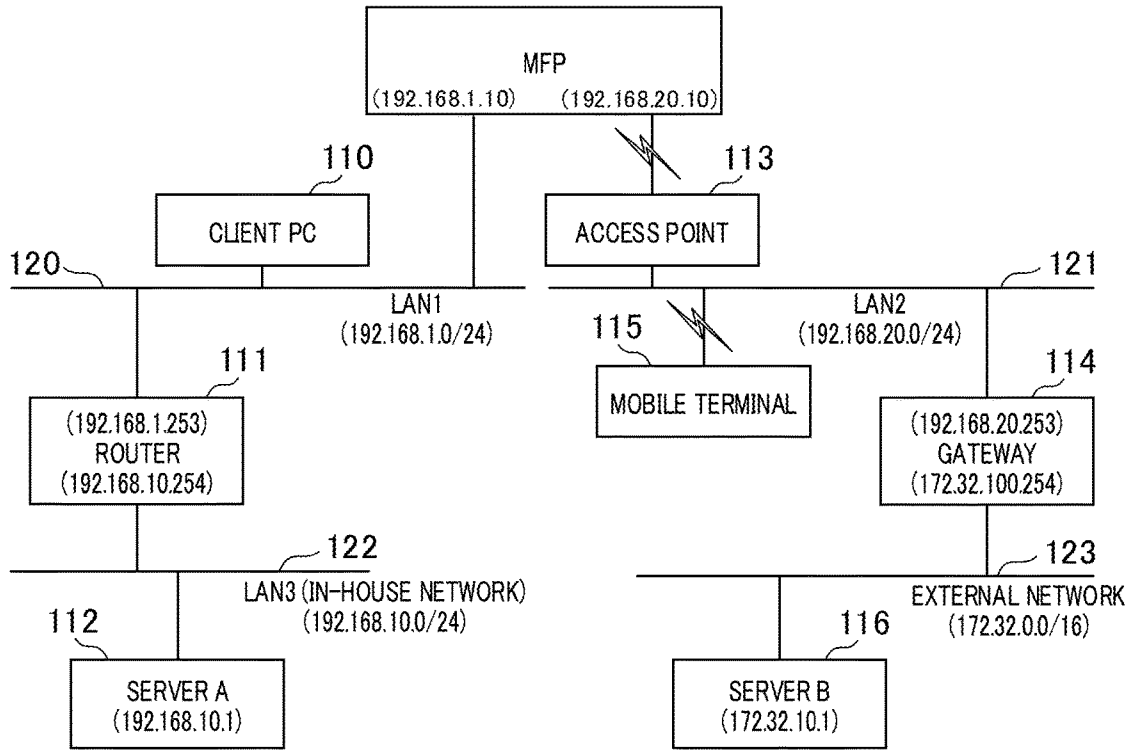 MFP
(192.168.1.10) (192.168.20.10)
110
CLIENT PC
113
ACCESS POINT
120
LAN1
(192.168.1.0/24)
121
LAN2
(192.168.20.0/24)
115
MOBILE TERMINAL
111
(192.168.1.253)
ROUTER
(192.168.10.254)
114
(192.168.20.253)
GATEWAY
(172.32.100.254)
122
LAN3 (IN-HOUSE NETWORK)
(192.168.10.0/24)
123
EXTERNAL NETWORK
(172.32.0.0/16)
112
SERVER A
(192.168.10.1)
116
SERVER B
(172.32.10.1)